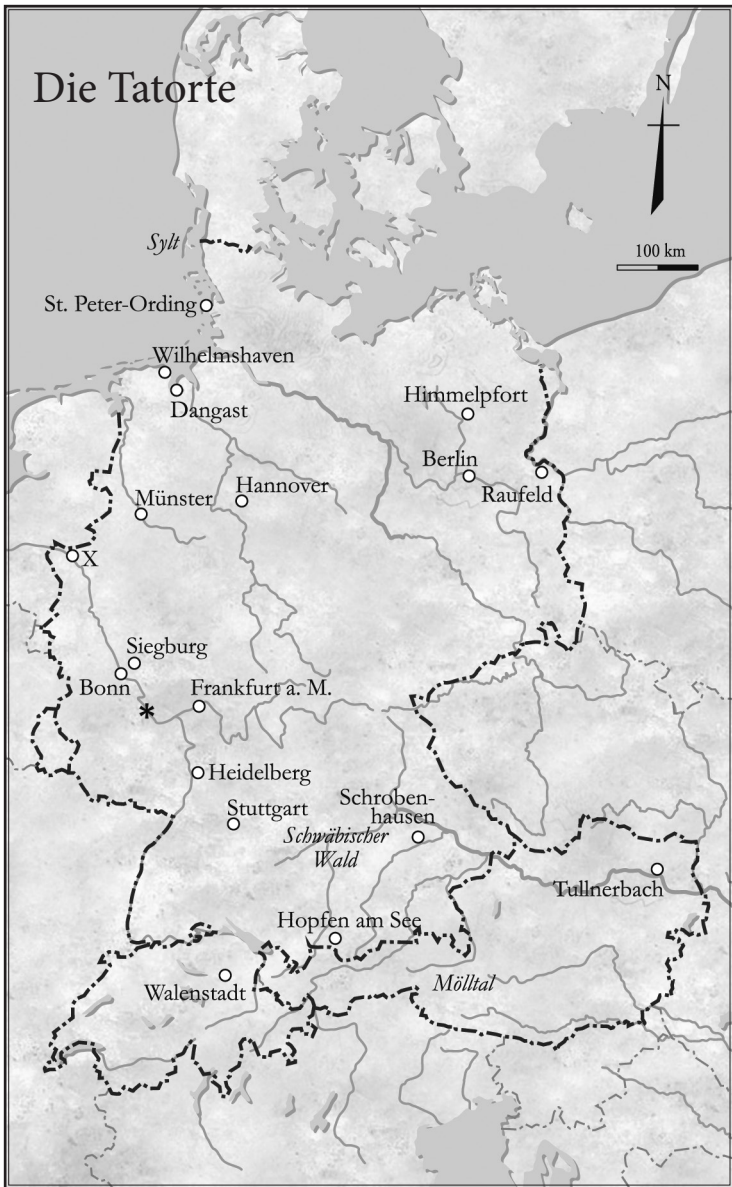 Die Tatorte
N
Sylt
100 km
St. Peter-Ording
Wilhelmshaven
Dangast
Himmelpfort
Berlin
Raufeld
Hannover
Münster
X
Siegburg
Bonn
Frankfurt a. M.
*
Heidelberg
Stuttgart
Schroben-
hausen
Schwäbischer
Wald
Tullnerbach
Hopfen am See
Walenstadt
Mölltal